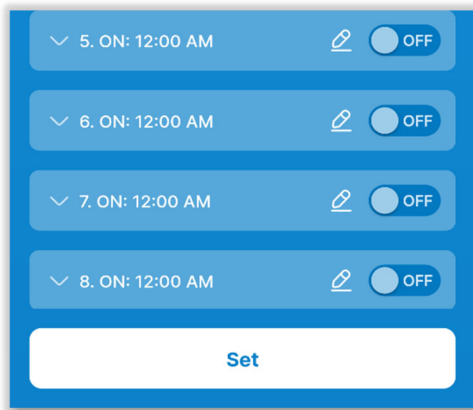 5. ON: 12:00 AM OFF
6. ON: 12:00 AM OFF
7. ON: 12:00 AM OFF
8. ON: 12:00 AM OFF
Set